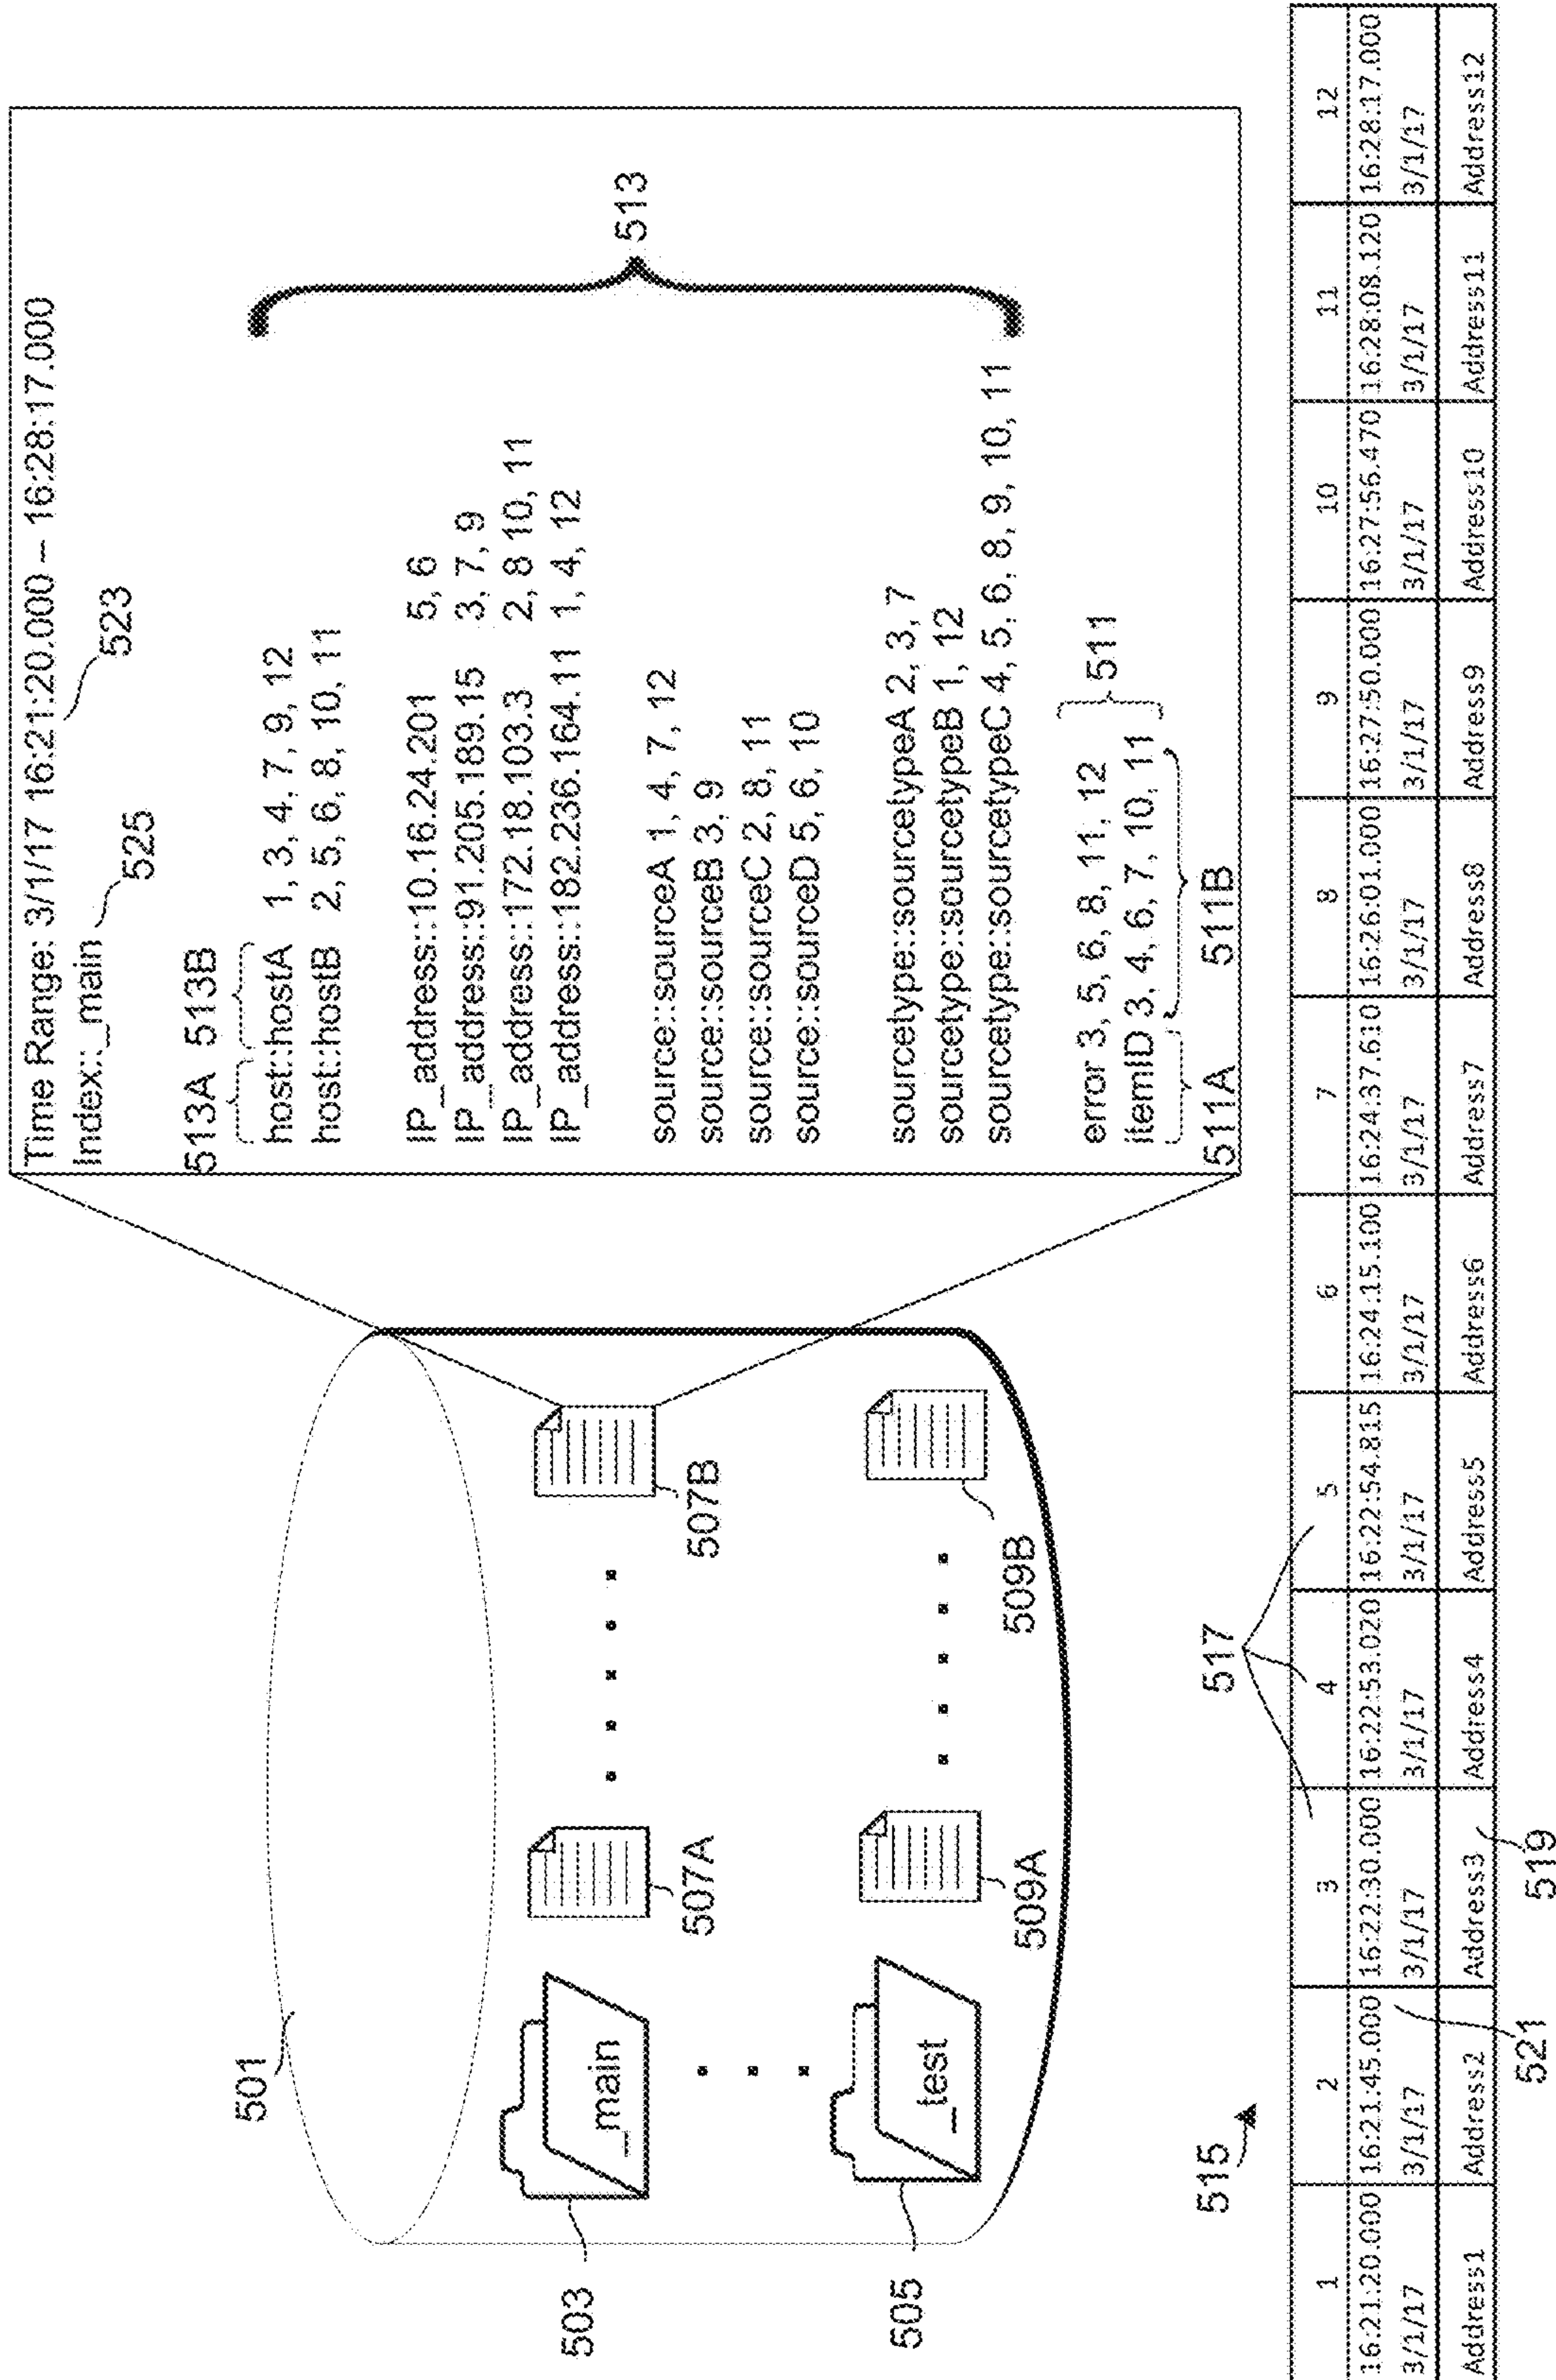 501
503
_main
507A
507B
505
_test
509A
509B
Time Range: 3/1/17 16:21:20.000 – 16:28:17.000
523
Index::_main
525
513A 513B
host::hostA 1, 3, 4, 7, 9, 12
host::hostB 2, 5, 6, 8, 10, 11
IP_address::10.16.24.201 5, 6
IP_address::91.205.189.15 3, 7, 9
IP_address::172.18.103.3 2, 8 10, 11
IP_address::182.236.164.11 1, 4, 12
513
source::sourceA 1, 4, 7, 12
source::sourceB 3, 9
source::sourceC 2, 8, 11
source::sourceD 5, 6, 10
sourcetype::sourcetypeA 2, 3, 7
sourcetype::sourcetypeB 1, 12
sourcetype::sourcetypeC 4, 5, 6, 8, 9, 10, 11
error 3, 5, 6, 8, 11, 12
511
itemID 3, 4, 6, 7, 10, 11
511A 511B
515
517
1 2 3 4 5 6 7 8 9 10 11 12
16:21:20.000 16:21:45.000 16:22:30.000 16:22:53.020 16:22:54.815 16:24:15.100 16:24:37.610 16:26:01.000 16:27:50.000 16:27:56.470 16:28:08.120 16:28:17.000
3/1/17 3/1/17 3/1/17 3/1/17 3/1/17 3/1/17 3/1/17 3/1/17 3/1/17 3/1/17 3/1/17 3/1/17
Address1 Address2 Address3 Address4 Address5 Address6 Address7 Address8 Address9 Address10 Address11 Address12
521
519